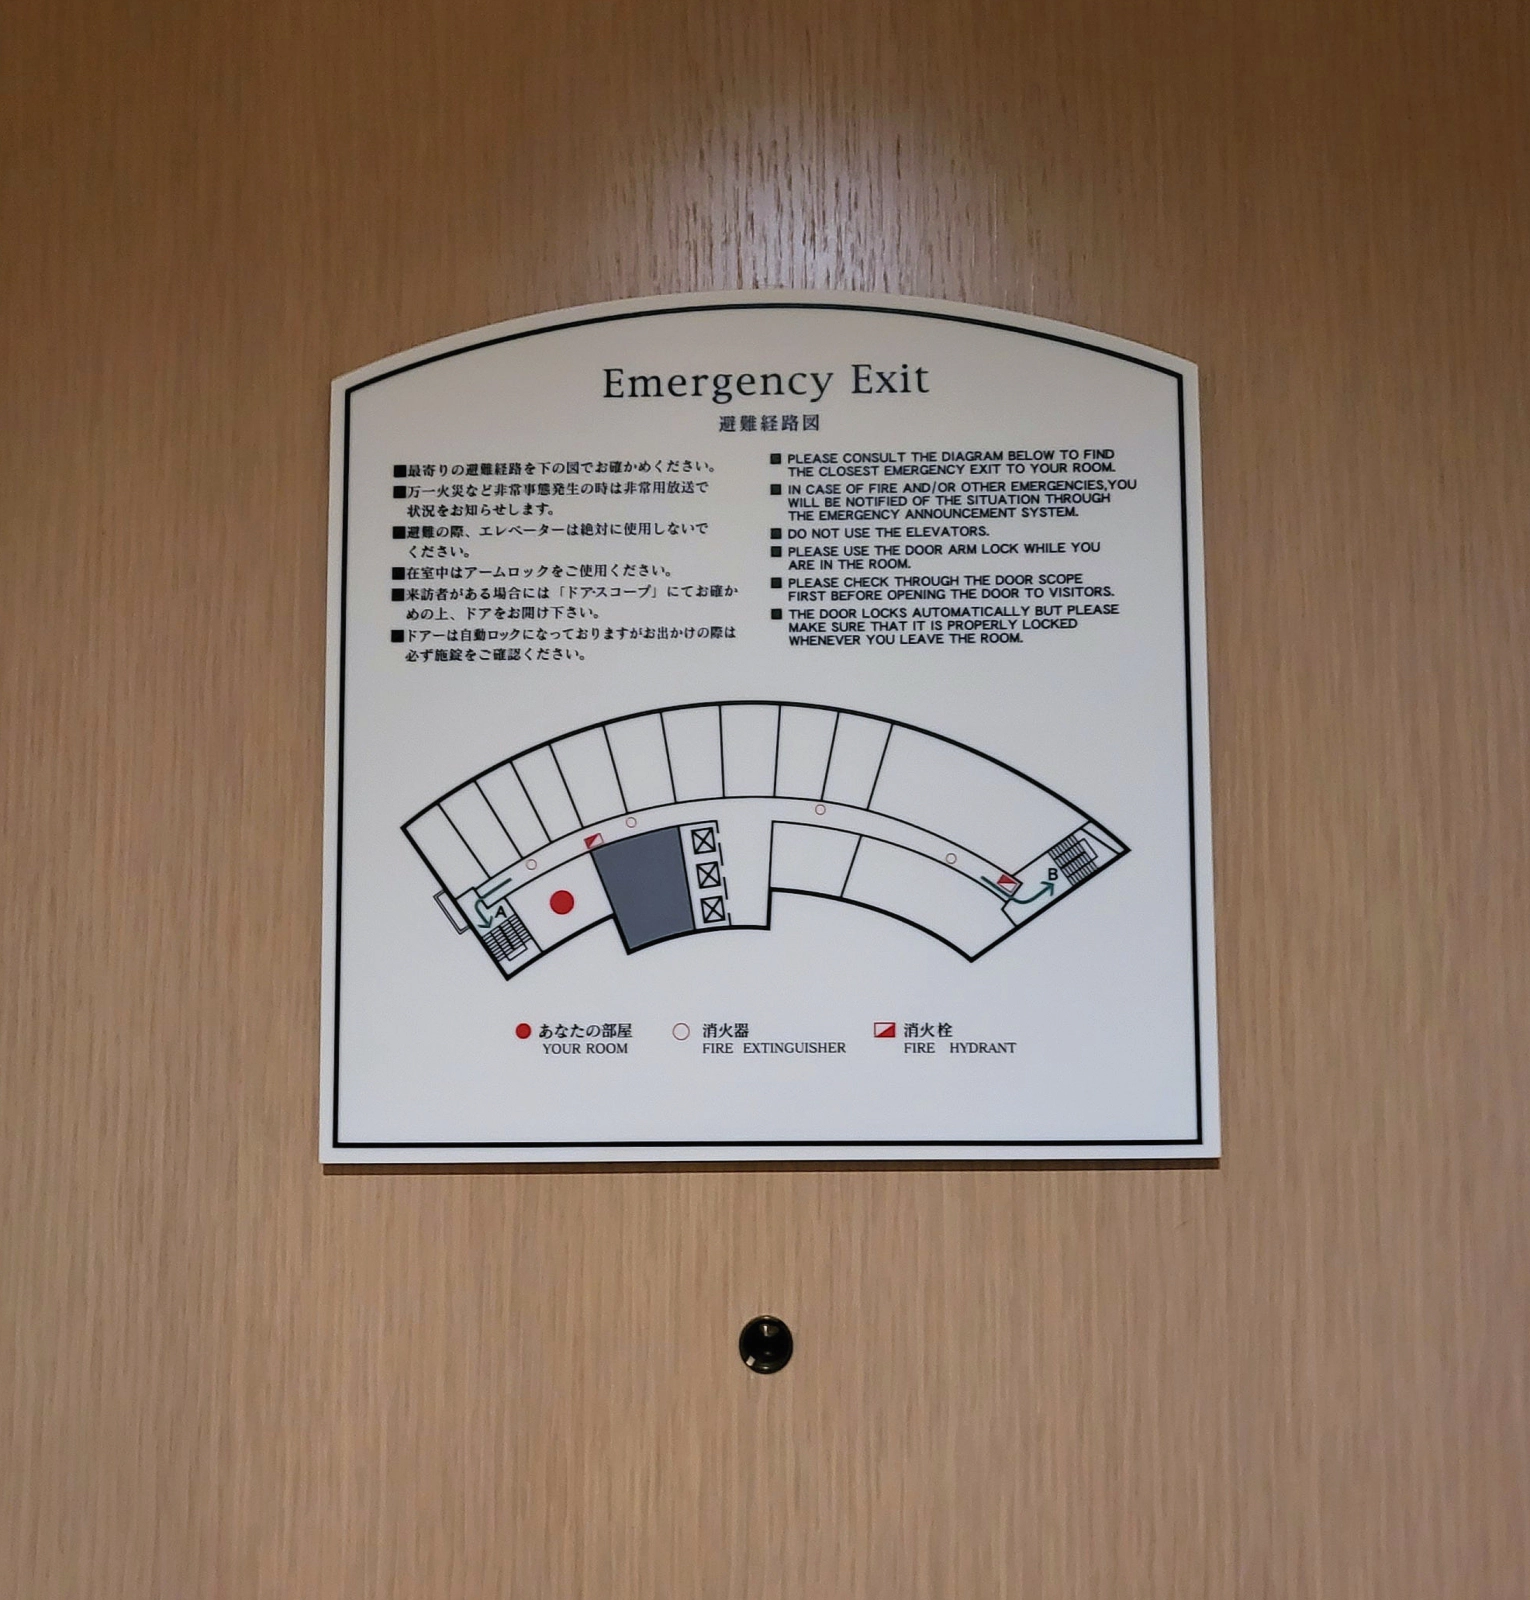 Emergency Exit
避難経路図
■最寄りの避難経路を下の図でお確かめください。
■万一火災など非常事態発生の時は非常用放送で
状況をお知らせします。
■避難の際、エレベーターは絶対に使用しないで
ください。
■在室中はアームロックをご使用ください。
■来訪者がある場合には「ドアスコープ」にてお確か
めの上、ドアをお開け下さい。
■ドアーは自動ロックになっておりますがお出かけの際は
必ず施錠をご確認ください。
■ PLEASE CONSULT THE DIAGRAM BELOW TO FIND
THE CLOSEST EMERGENCY EXIT TO YOUR ROOM.
■ IN CASE OF FIRE AND/OR OTHER EMERGENCIES,YOU
WILL BE NOTIFIED OF THE SITUATION THROUGH
THE EMERGENCY ANNOUNCEMENT SYSTEM.
■ DO NOT USE THE ELEVATORS.
■ PLEASE USE THE DOOR ARM LOCK WHILE YOU
ARE IN THE ROOM.
■ PLEASE CHECK THROUGH THE DOOR SCOPE
FIRST BEFORE OPENING THE DOOR TO VISITORS.
■ THE DOOR LOCKS AUTOMATICALLY BUT PLEASE
MAKE SURE THAT IT IS PROPERLY LOCKED
WHENEVER YOU LEAVE THE ROOM.
A
B
あなたの部屋
YOUR ROOM
消火器
FIRE EXTINGUISHER
消火栓
FIRE HYDRANT